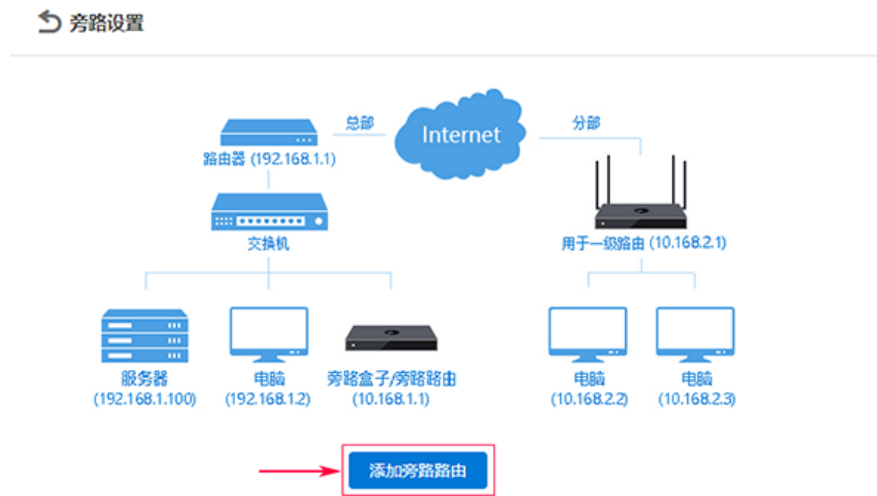 旁路设置
总部
Internet
分部
路由器 (192.168.1.1)
交换机
用于一级路由 (10.168.2.1)
服务器
(192.168.1.100)
电脑
(192.168.1.2)
旁路盒子/旁路路由
(10.168.1.1)
电脑
(10.168.2.2)
电脑
(10.168.2.3)
添加旁路路由